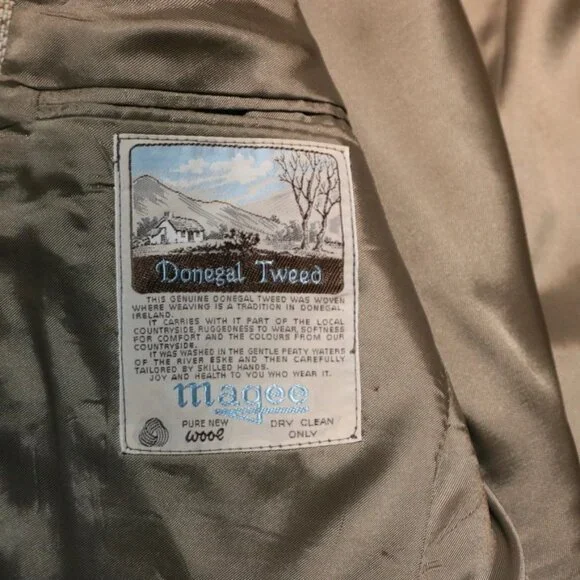 Donegal Tweed
THIS GENUINE DONEGAL TWEED WAS WOVEN
WHERE WEAVING IS A TRADITION IN DONEGAL,
IRELAND.
IT CARRIES WITH IT PART OF THE LOCAL
COUNTRYSIDE, RUGGEDNESS TO WEAR, SOFTNESS
FOR COMFORT AND THE COLOURS FROM OUR
COUNTRYSIDE.
IT WAS WASHED IN THE GENTLE PEATY WATERS
OF THE RIVER ESKE AND THEN CAREFULLY
TAILORED BY SKILLED HANDS.
JOY AND HEALTH TO YOU WHO WEAR IT.
magee
PURE NEW DRY CLEAN
wool ONLY